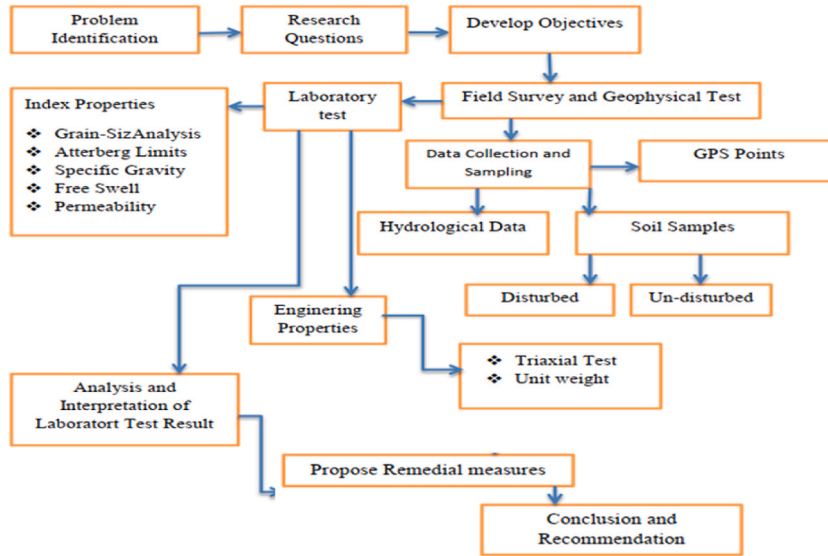 Problem
Identification
Research
Questions
Develop Objectives
Index Properties
❖ Grain-SizAnalysis
❖ Atterberg Limits
❖ Specific Gravity
❖ Free Swell
❖ Permeability
Laboratory
test
Field Survey and Geophysical Test
Data Collection and
Sampling
GPS Points
Hydrological Data
Soil Samples
Disturbed
Un-disturbed
Enginering
Properties
❖ Triaxial Test
❖ Unit weight
Analysis and
Interpretation of
Laboratort Test Result
Propose Remedial measures
Conclusion and
Recommendation